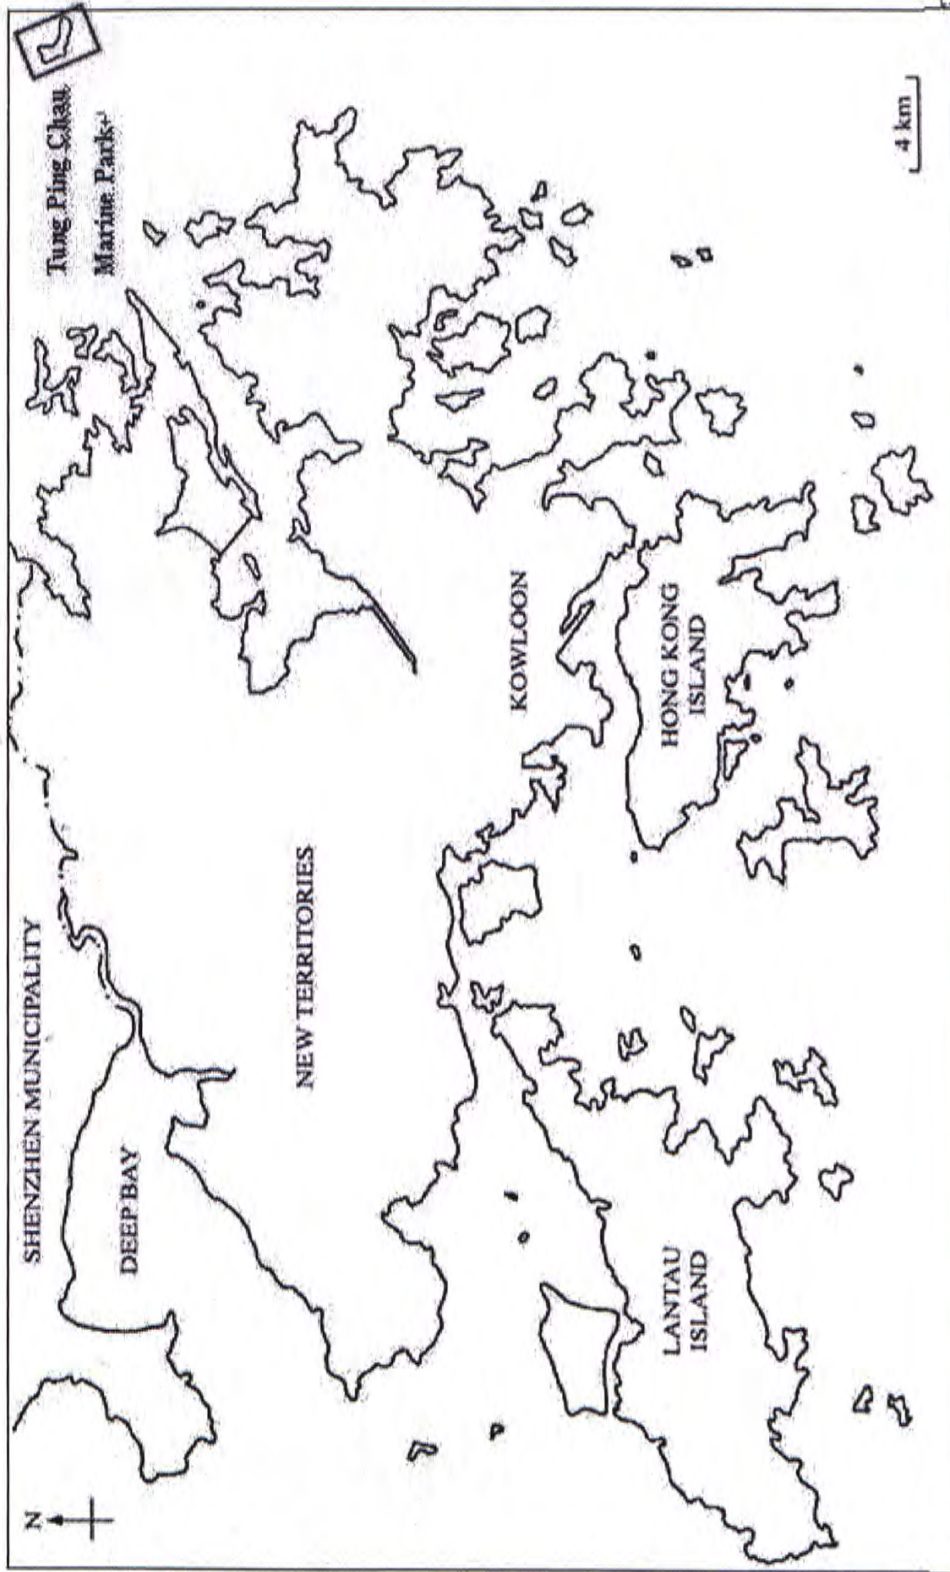 N
SHENZHEN MUNICIPALITY
DEEP BAY
NEW TERRITORIES
Tung Ping Chau
Marine Park
KOWLOON
HONG KONG
ISLAND
LANTAU
ISLAND
4 km